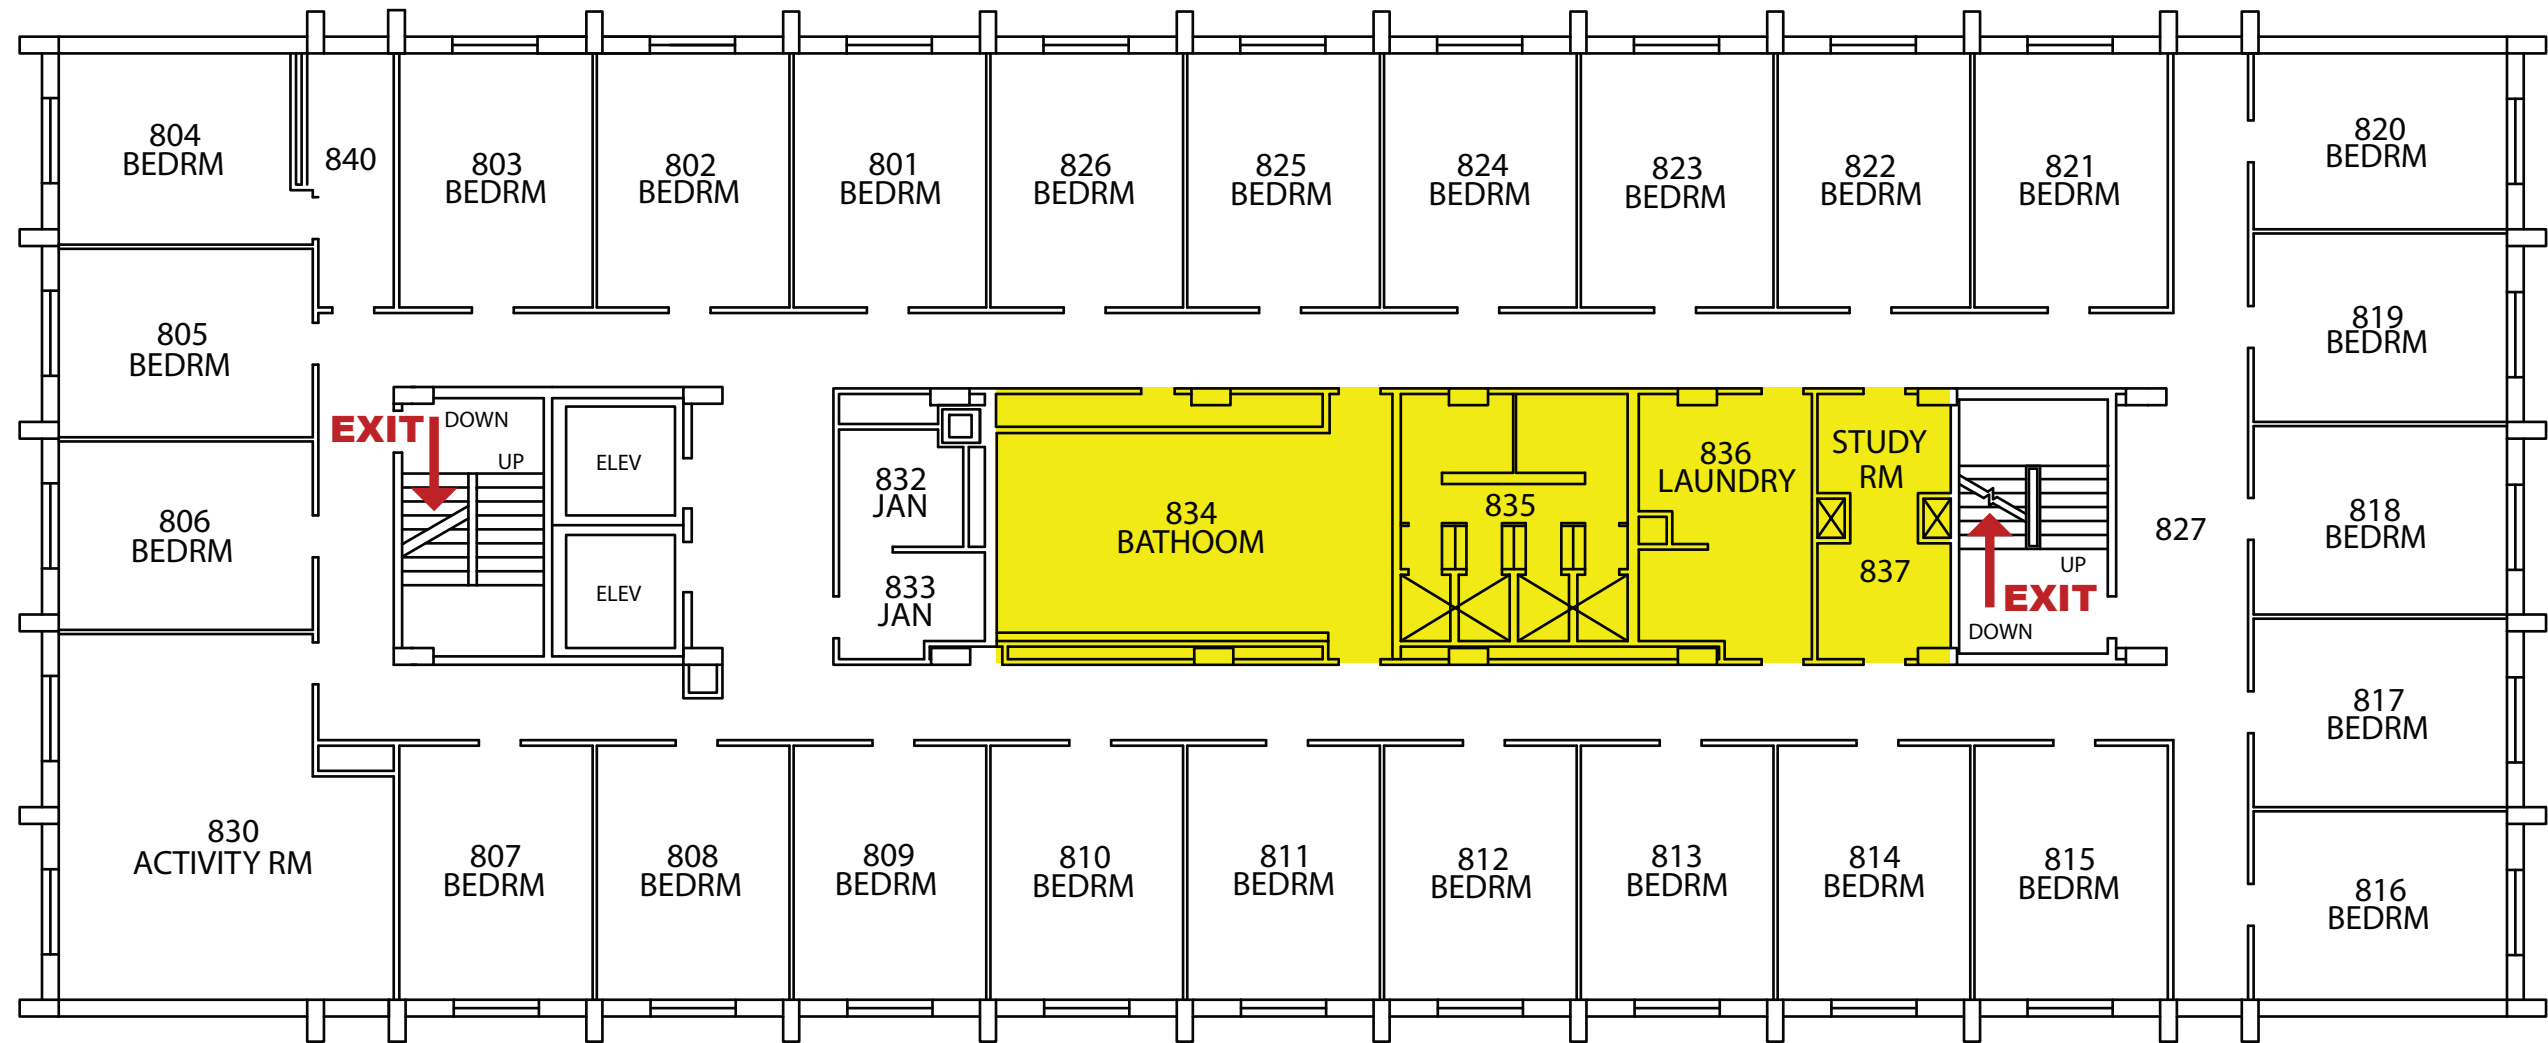 804
BEDRM
840
803
BEDRM
802
BEDRM
801
BEDRM
826
BEDRM
825
BEDRM
824
BEDRM
823
BEDRM
822
BEDRM
821
BEDRM
820
BEDRM
805
BEDRM
819
BEDRM
EXIT
DOWN
UP
ELEV
ELEV
832
JAN
833
JAN
834
BATHOOM
835
836
LAUNDRY
STUDY
RM
837
UP
EXIT
DOWN
827
806
BEDRM
818
BEDRM
817
BEDRM
830
ACTIVITY RM
807
BEDRM
808
BEDRM
809
BEDRM
810
BEDRM
811
BEDRM
812
BEDRM
813
BEDRM
814
BEDRM
815
BEDRM
816
BEDRM